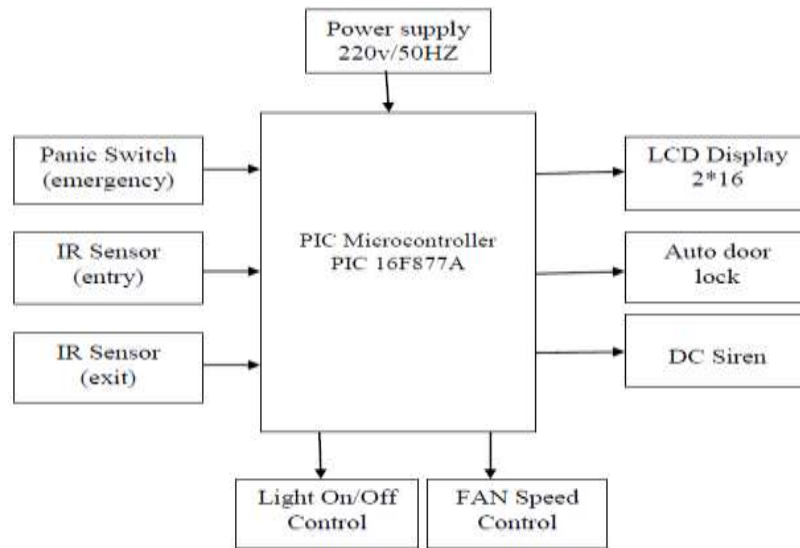 Power supply
220v/50HZ
Panic Switch
(emergency)
IR Sensor
(entry)
IR Sensor
(exit)
PIC Microcontroller
PIC 16F877A
LCD Display
2*16
Auto door
lock
DC Siren
Light On/Off
Control
FAN Speed
Control